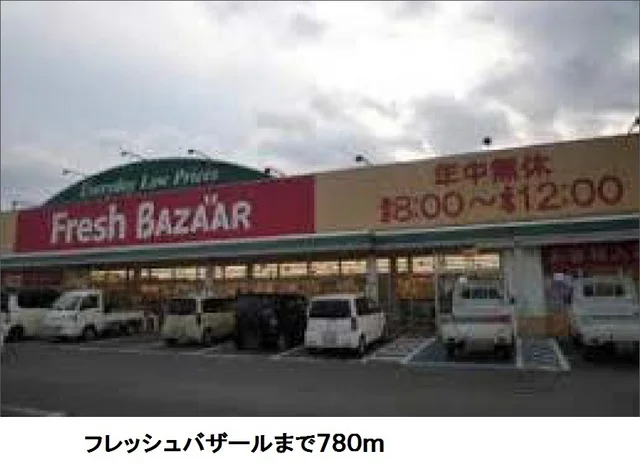 Everyday Low Prices
Fresh BAZAAR
年中無休
8:00～
12:00
フレッシュバザールまで780m